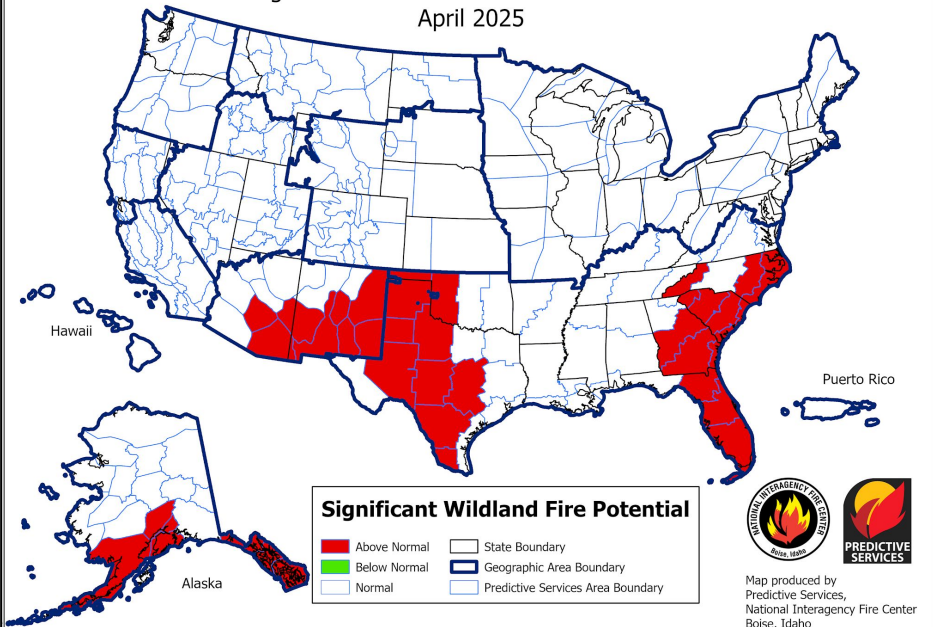 April 2025
Hawaii
Puerto Rico
Alaska
Significant Wildland Fire Potential
Above Normal
State Boundary
Below Normal
Geographic Area Boundary
Normal
Predictive Services Area Boundary
NATIONAL INTERAGENCY FIRE CENTER
Boise, Idaho
PREDICTIVE
SERVICES
Map produced by
Predictive Services,
National Interagency Fire Center
Boise, Idaho